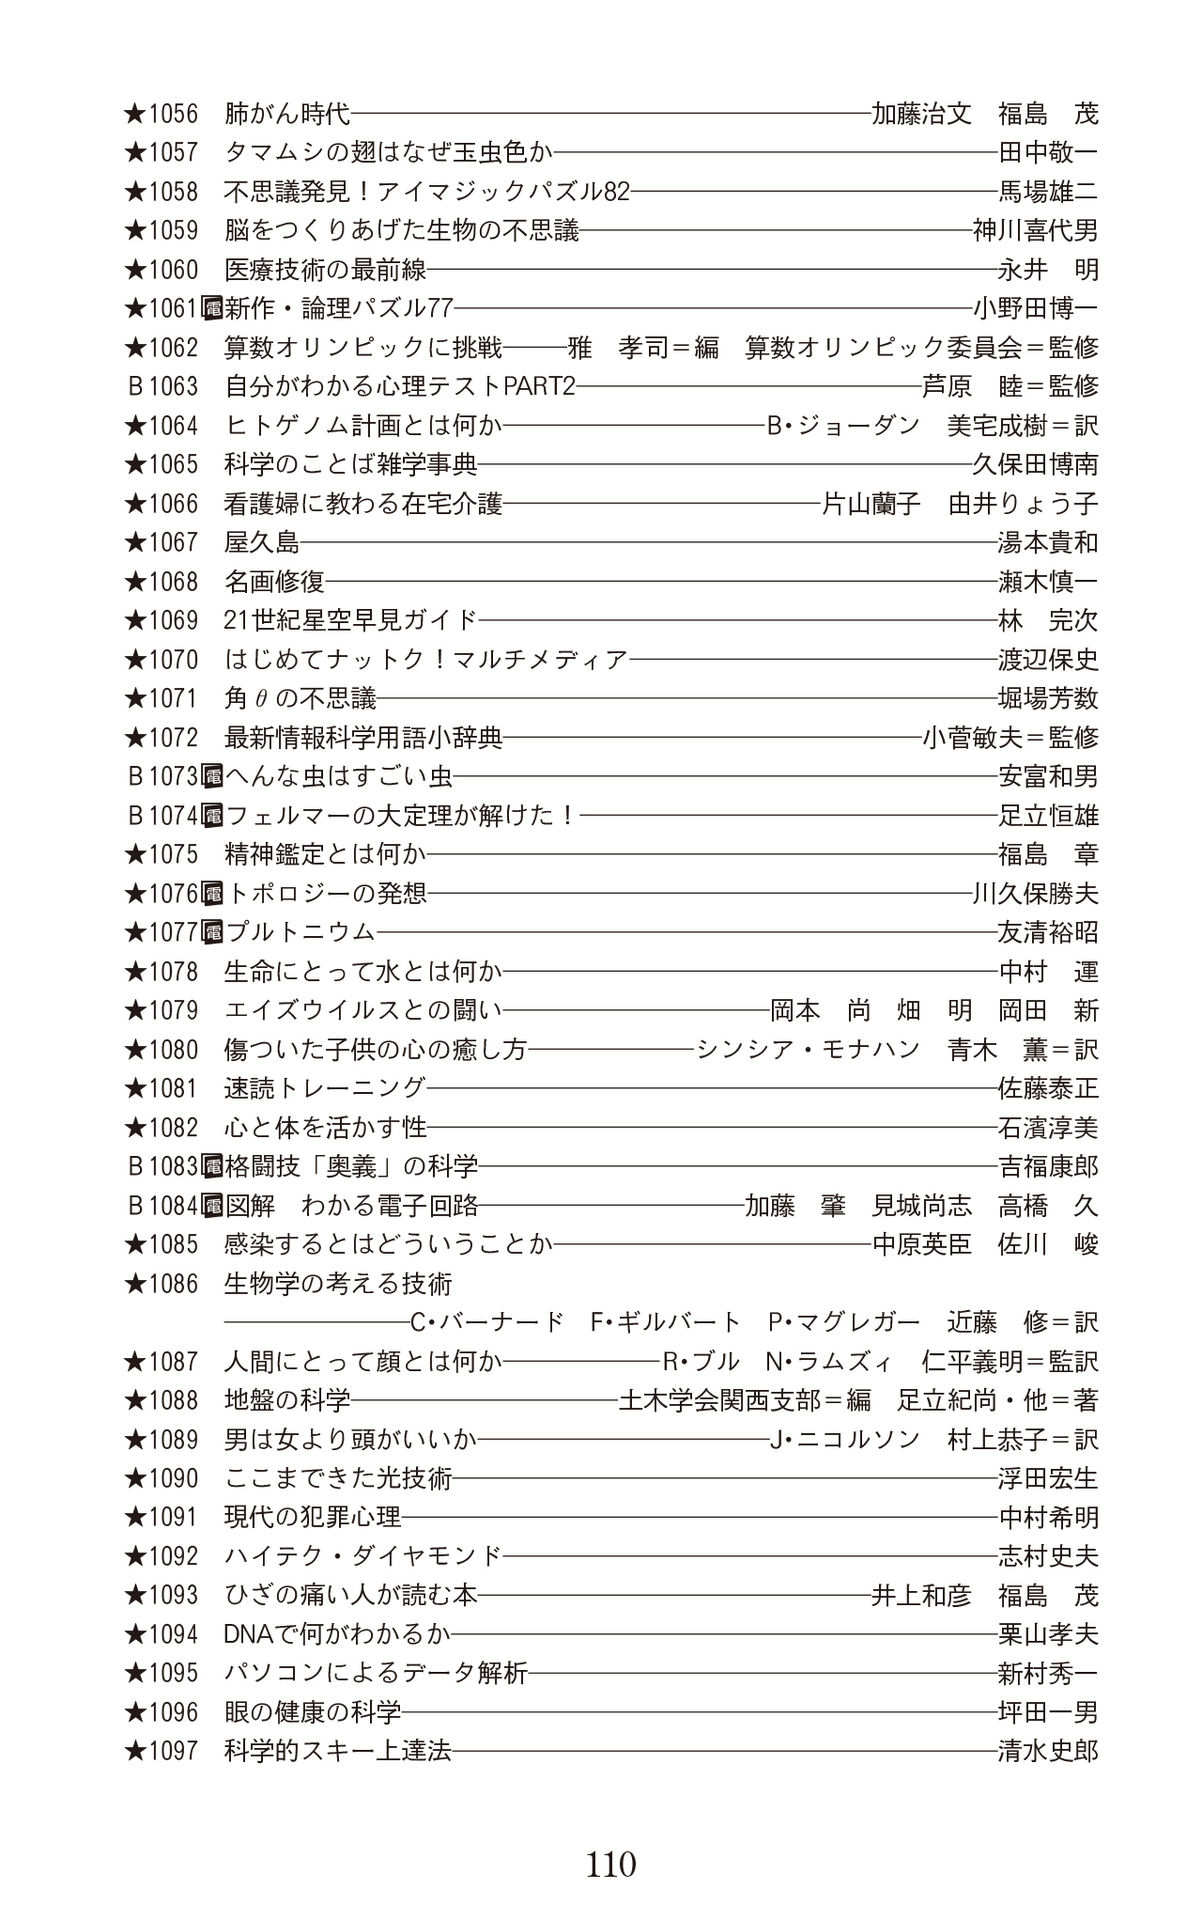 ★1056 肺がん時代――加藤治文 福島 茂
★1057 タマムシの翅はなぜ玉虫色か――田中敬一
★1058 不思議発見！アイマジックパズル82――馬場雄二
★1059 脳をつくりあげた生物の不思議――神川喜代男
★1060 医療技術の最前線――永井 明
★1061 電 新作・論理パズル77――小野田博一
★1062 算数オリンピックに挑戦――雅 孝司＝編 算数オリンピック委員会＝監修
B1063 自分がわかる心理テストPART2――芦原 睦＝監修
★1064 ヒトゲノム計画とは何か――B・ジョーダン 美宅成樹＝訳
★1065 科学のことば雑学事典――久保田博南
★1066 看護婦に教わる在宅介護――片山蘭子 由井りょう子
★1067 屋久島――湯本貴和
★1068 名画修復――瀬木慎一
★1069 21世紀星空早見ガイド――林 完次
★1070 はじめてナットク！マルチメディア――渡辺保史
★1071 角θの不思議――堀場芳数
★1072 最新情報科学用語小辞典――小菅敏夫＝監修
B1073 電 へんな虫はすごい虫――安富和男
B1074 電 フェルマーの大定理が解けた！――足立恒雄
★1075 精神鑑定とは何か――福島 章
★1076 電 トポロジーの発想――川久保勝夫
★1077 電 プルトニウム――友清裕昭
★1078 生命にとって水とは何か――中村 運
★1079 エイズウイルスとの闘い――岡本 尚 畑 明 岡田 新
★1080 傷ついた子供の心の癒し方――シンシア・モナハン 青木 薫＝訳
★1081 速読トレーニング――佐藤泰正
★1082 心と体を活かす性――石濱淳美
B1083 電 格闘技「奥義」の科学――吉福康郎
B1084 電 図解 わかる電子回路――加藤 肇 見城尚志 高橋 久
★1085 感染するとはどういうことか――中原英臣 佐川 峻
★1086 生物学の考える技術
――C・バーナード F・ギルバート P・マグレガー 近藤 修＝訳
★1087 人間にとって顔とは何か――R・ブル N・ラムズィ 仁平義明＝監訳
★1088 地盤の科学――土木学会関西支部＝編 足立紀尚・他＝著
★1089 男は女より頭がいいか――J・ニコルソン 村上恭子＝訳
★1090 ここまできた光技術――浮田宏生
★1091 現代の犯罪心理――中村希明
★1092 ハイテク・ダイヤモンド――志村史夫
★1093 ひざの痛い人が読む本――井上和彦 福島 茂
★1094 DNAで何がわかるか――栗山孝夫
★1095 パソコンによるデータ解析――新村秀一
★1096 眼の健康の科学――坪田一男
★1097 科学的スキー上達法――清水史郎
110